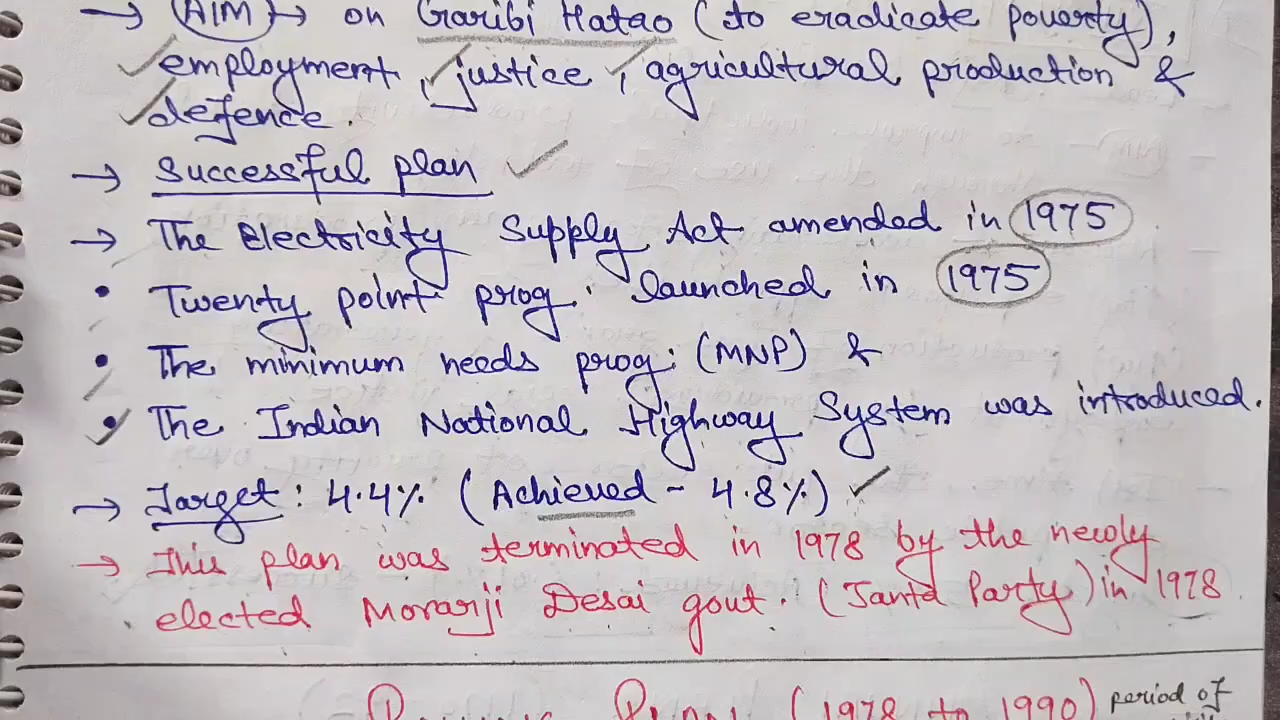 → AIM → on Garibi Hatao (to eradicate poverty),
employment, justice, agricultural production &
defence.
→ Successful plan
→ The Electricity Supply Act amended in 1975
• Twenty point prog. launched in 1975
• The minimum needs prog. (MNP) &
• The Indian National Highway System was introduced.
→ Target: 4.4% (Achieved - 4.8%)
→ This plan was terminated in 1978 by the newly
elected Morarji Desai govt. (Janta Party) in 1978
(1978 to 1990) period of